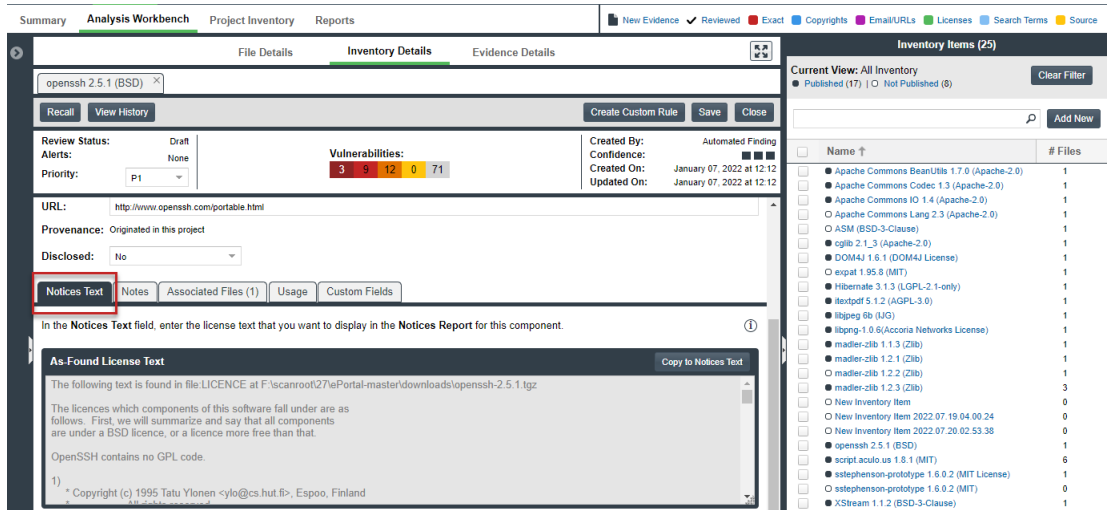 Summary Analysis Workbench Project Inventory Reports
New Evidence Reviewed Exact Copyrights Email/URLs Licenses Search Terms Source
File Details Inventory Details Evidence Details
openssh 2.5.1 (BSD) ×
Recall View History Create Custom Rule Save Close
Review Status: Draft
Alerts: None
Priority: P1
Vulnerabilities:
3 9 12 0 71
Created By: Automated Finding
Confidence:
Created On: January 07, 2022 at 12:12
Updated On: January 07, 2022 at 12:12
URL: http://www.openssh.com/portable.html
Provenance: Originated in this project
Disclosed: No
Notices Text Notes Associated Files (1) Usage Custom Fields
In the Notices Text field, enter the license text that you want to display in the Notices Report for this component.
As-Found License Text Copy to Notices Text
The following text is found in file:LICENCE at F:\scanroot\27\ePortal-master\downloads\openssh-2.5.1.tgz
The licences which components of this software fall under are as
follows. First, we will summarize and say that all components
are under a BSD licence, or a licence more free than that.
OpenSSH contains no GPL code.
1)
* Copyright (c) 1995 Tatu Ylonen <ylo@cs.hut.fi>, Espoo, Finland
* All rights reserved
Inventory Items (25)
Current View: All Inventory
Published (17) | Not Published (8)
Clear Filter
Add New
Name # Files
Apache Commons BeanUtils 1.7.0 (Apache-2.0) 1
Apache Commons Codec 1.3 (Apache-2.0) 1
Apache Commons IO 1.4 (Apache-2.0) 1
Apache Commons Lang 2.3 (Apache-2.0) 1
ASM (BSD-3-Clause) 1
cglib 2.1_3 (Apache-2.0) 1
DOM4J 1.6.1 (DOM4J License) 1
expat 1.95.8 (MIT) 1
Hibernate 3.1.3 (LGPL-2.1-only) 1
itextpdf 5.1.2 (AGPL-3.0) 1
libjpeg 6b (IJG) 1
libpng-1.0.6(Accoria Networks License) 1
madler-zlib 1.1.3 (Zlib) 1
madler-zlib 1.2.1 (Zlib) 1
madler-zlib 1.2.2 (Zlib) 1
madler-zlib 1.2.3 (Zlib) 3
New Inventory Item 0
New Inventory Item 2022.07.19.04.00.24 0
New Inventory Item 2022.07.20.02.53.38 0
openssh 2.5.1 (BSD) 1
script.aculo.us 1.8.1 (MIT) 6
sstephenson-prototype 1.6.0.2 (MIT License) 1
sstephenson-prototype 1.6.0.2 (MIT) 0
XStream 1.1.2 (BSD-3-Clause) 1